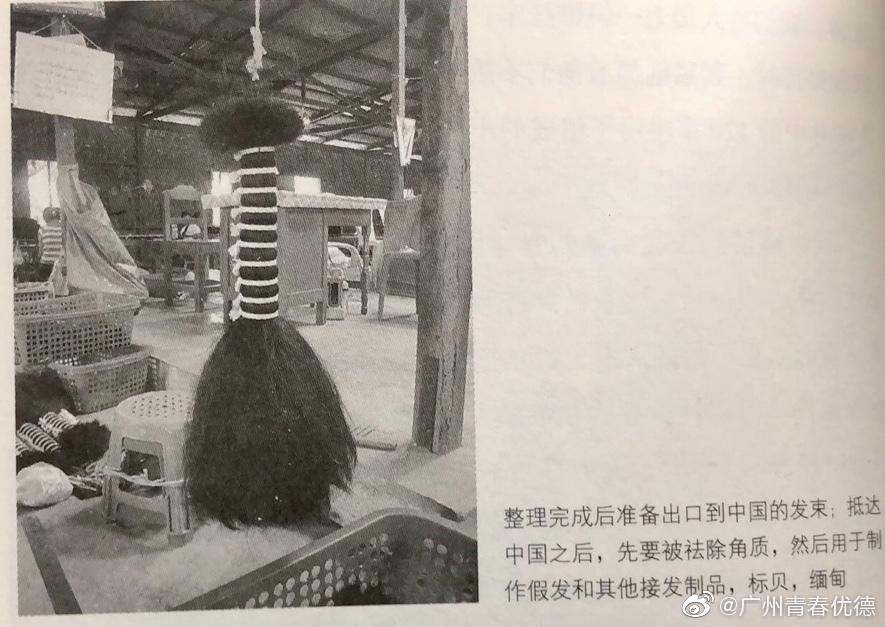 整理完成后准备出口到中国的发束；抵达
中国之后，先要被祛除角质，然后用于制
作假发和其他接发制品，标贝，缅甸
@广州青春优德